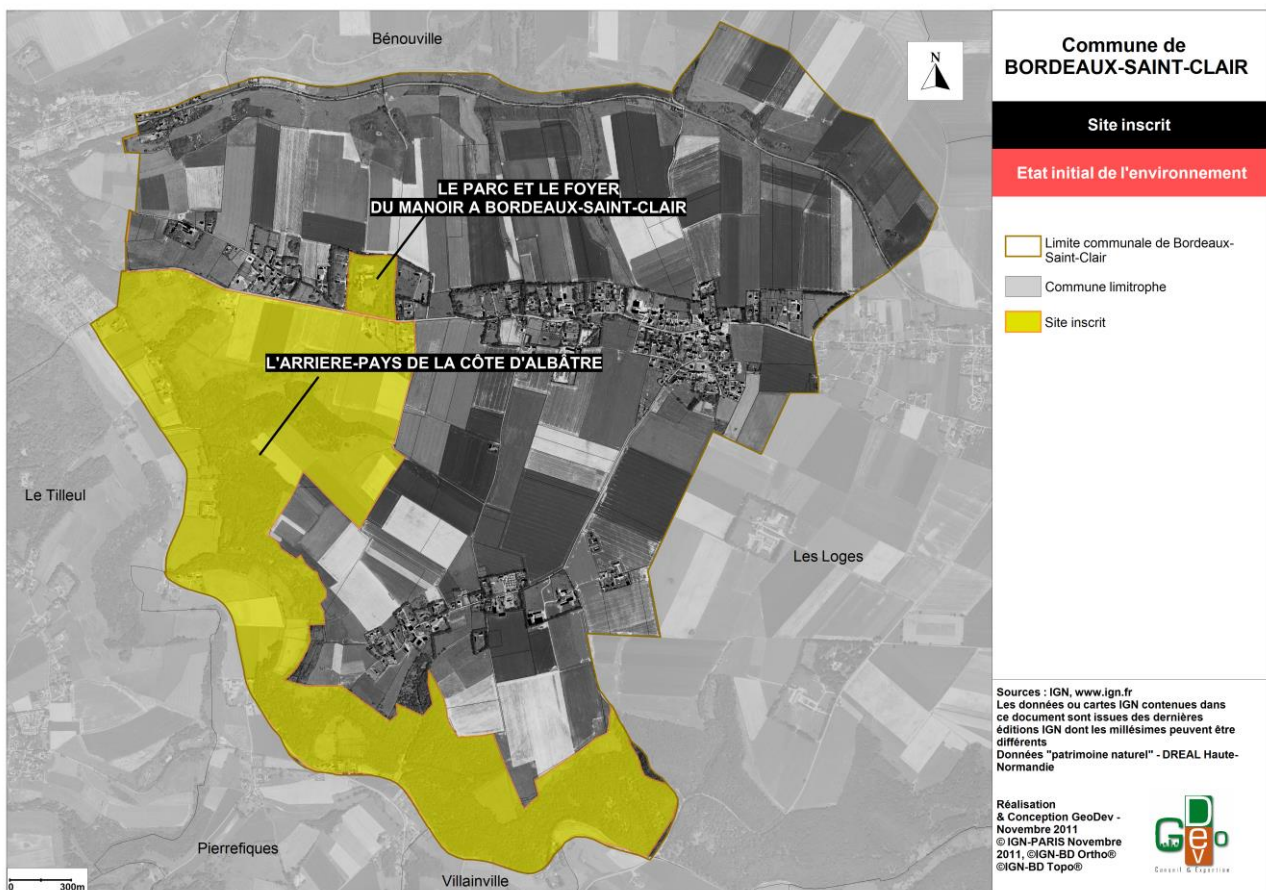 Bénouville
N
LE PARC ET LE FOYER
DU MANOIR A BORDEAUX-SAINT-CLAIR
L'ARRIERE-PAYS DE LA CÔTE D'ALBÂTRE
Le Tilleul
Les Loges
Pierrefiques
Villainville
0 300m
Commune de
BORDEAUX-SAINT-CLAIR
Site inscrit
Etat initial de l'environnement
Limite communale de Bordeaux-
Saint-Clair
Commune limitrophe
Site inscrit
Sources : IGN, www.ign.fr
Les données ou cartes IGN contenues dans
ce document sont issues des dernières
éditions IGN dont les millésimes peuvent être
différents
Données "patrimoine naturel" - DREAL Haute-
Normandie
Réalisation
& Conception GeoDev -
Novembre 2011
© IGN-PARIS Novembre
2011, ©IGN-BD Ortho®
©IGN-BD Topo®
Geo Dev
Conseil & Expertise